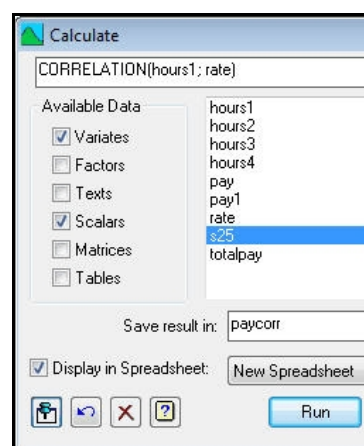 Calculate
CORRELATION(hours1; rate)
Available Data
Variates
Factors
Texts
Scalars
Matrices
Tables
hours1
hours2
hours3
hours4
pay
pay1
rate
s25
totalpay
Save result in: paycorr
Display in Spreadsheet: New Spreadsheet
?
Run